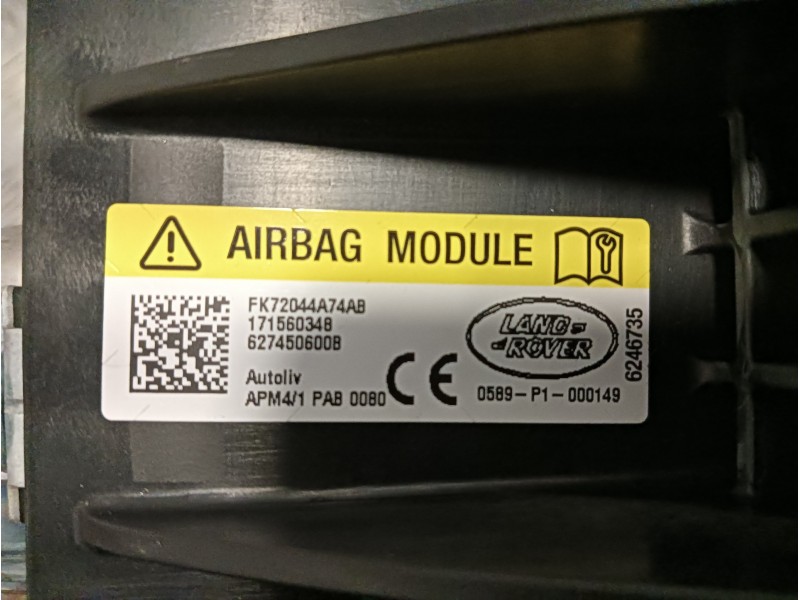 AIRBAG MODULE
FK72044A74AB
171560348
627450600B
Autoliv
APM4/1 PAB 0080
CE
LAND
ROVER
0589-P1-000149
6246735